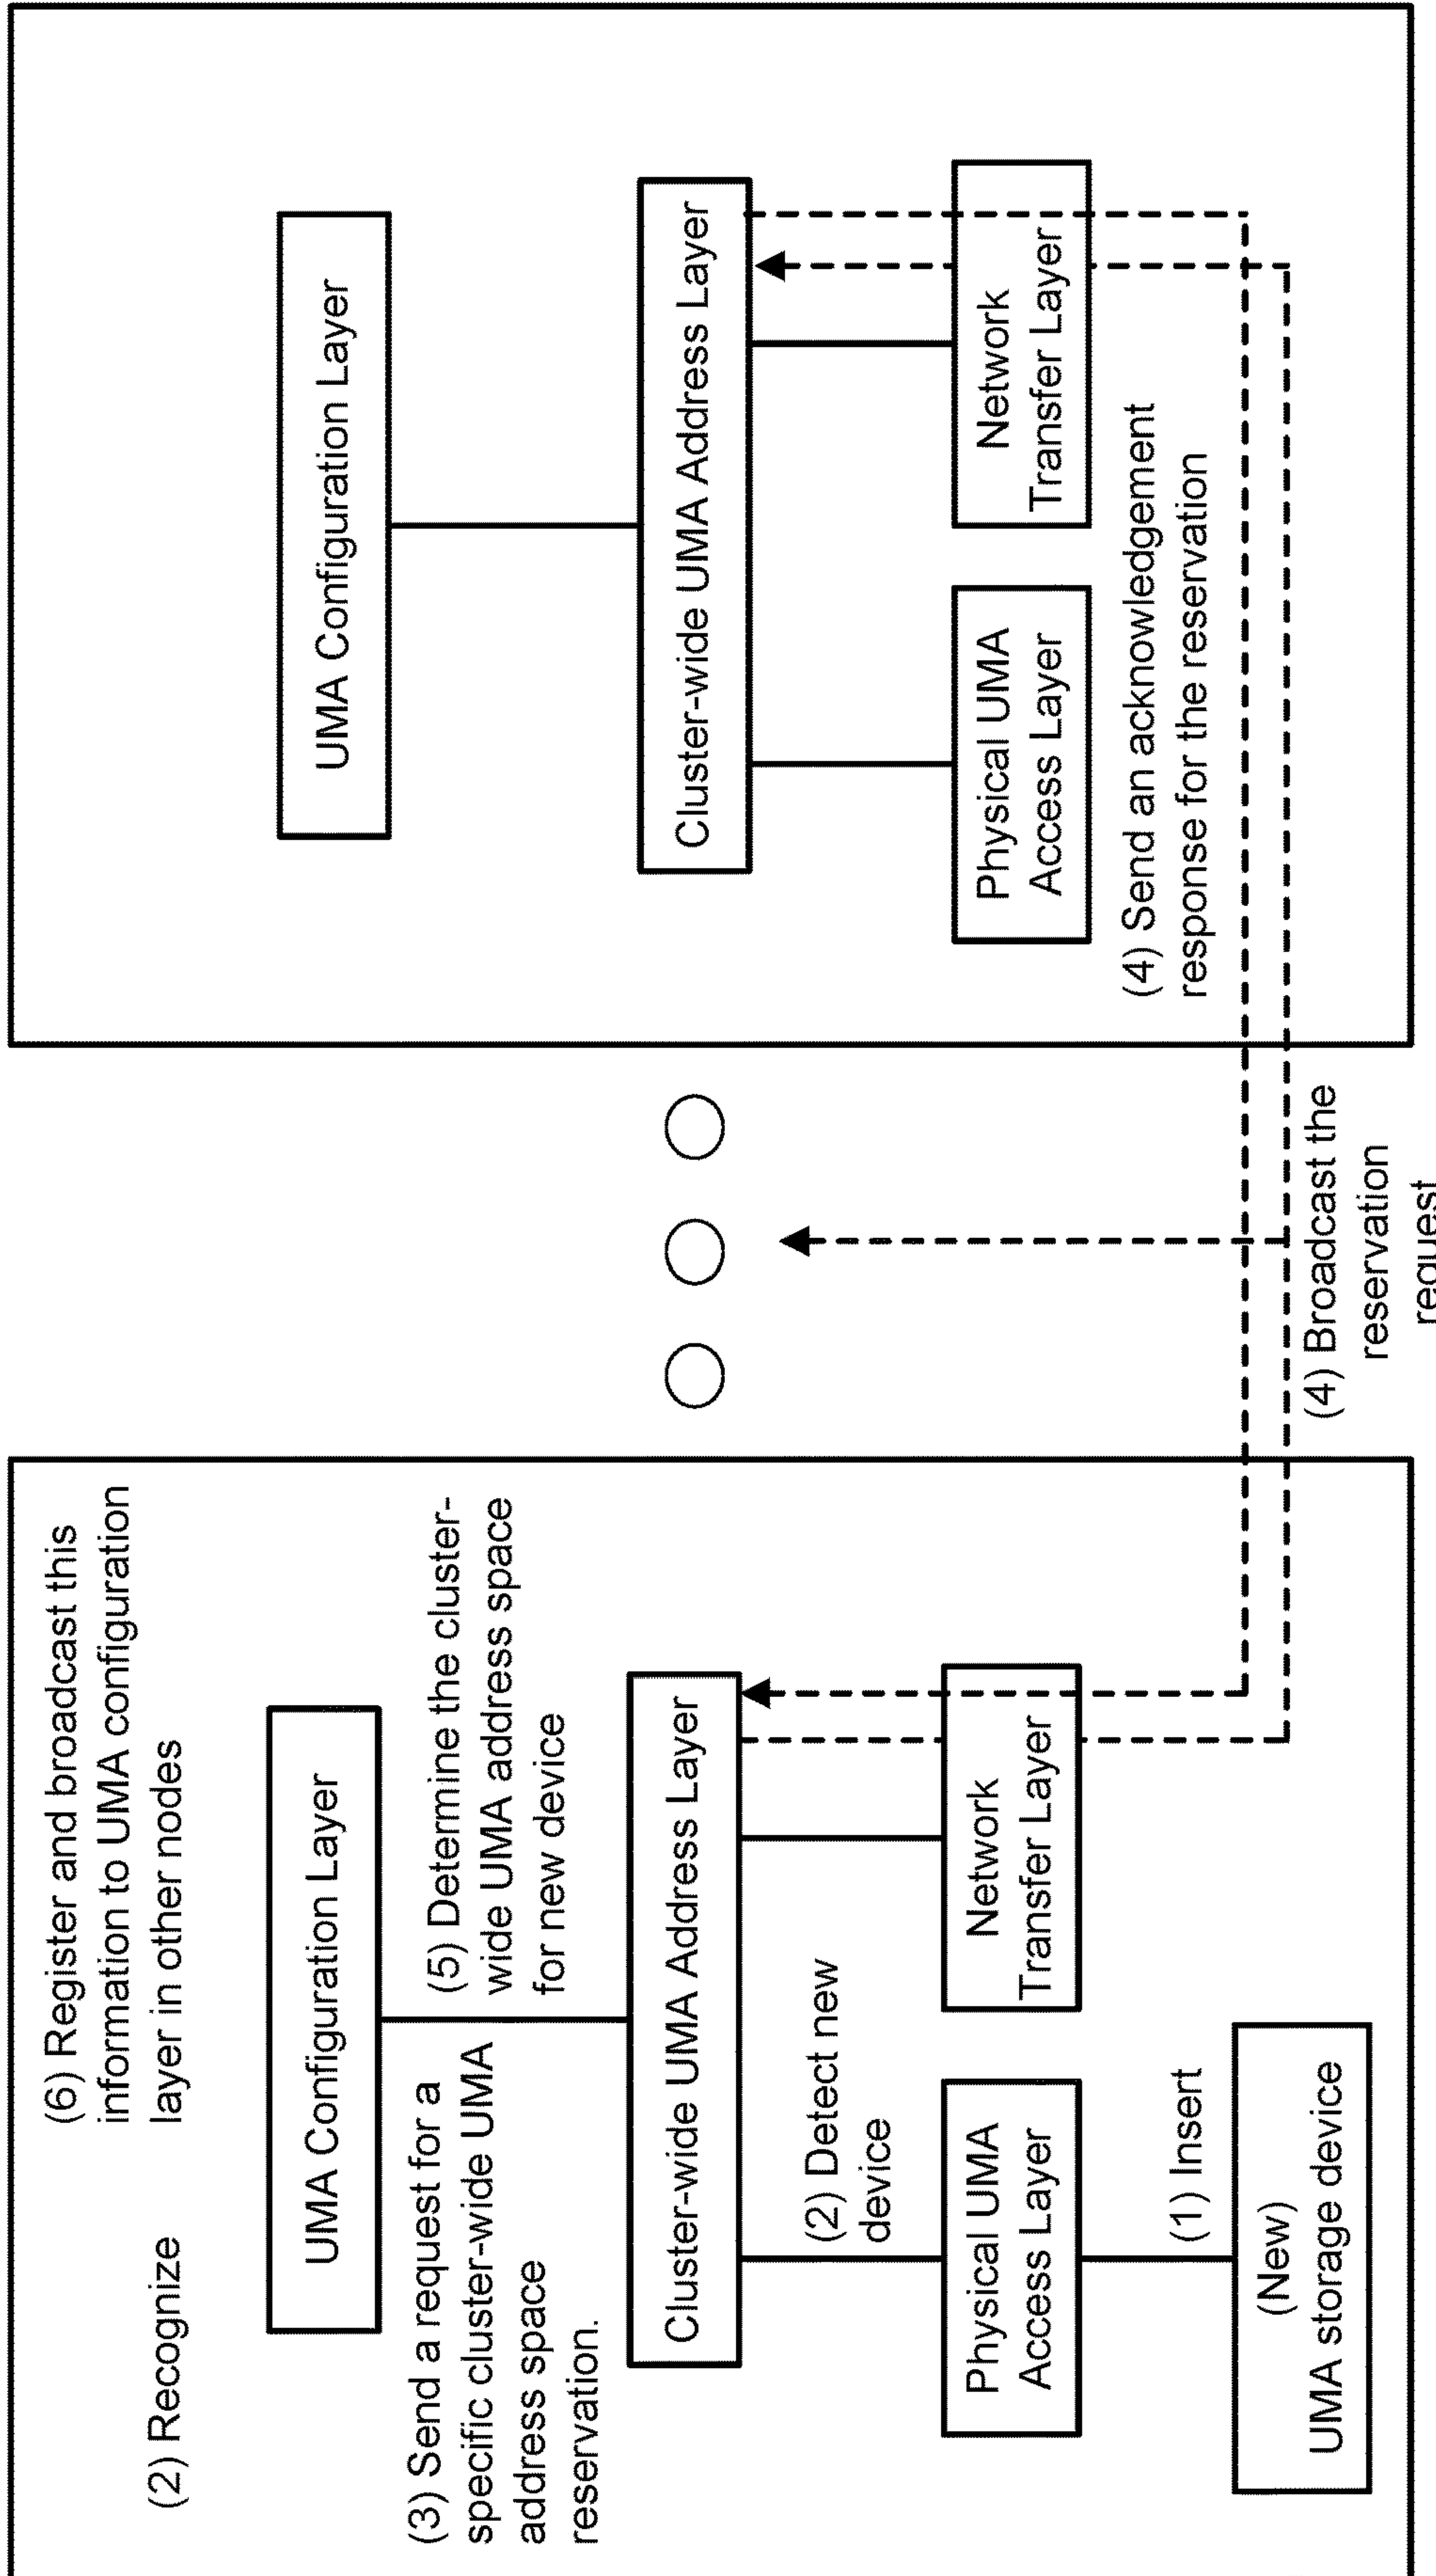 (6) Register and broadcast this
information to UMA configuration
layer in other nodes
(2) Recognize
UMA Configuration Layer
(3) Send a request for a
specific cluster-wide UMA
address space
reservation.
(5) Determine the cluster-
wide UMA address space
for new device
Cluster-wide UMA Address Layer
(2) Detect new
device
Physical UMA
Access Layer
Network
Transfer Layer
(1) Insert
(New)
UMA storage device
(4) Broadcast the
reservation
request
UMA Configuration Layer
Cluster-wide UMA Address Layer
Physical UMA
Access Layer
Network
Transfer Layer
(4) Send an acknowledgement
response for the reservation